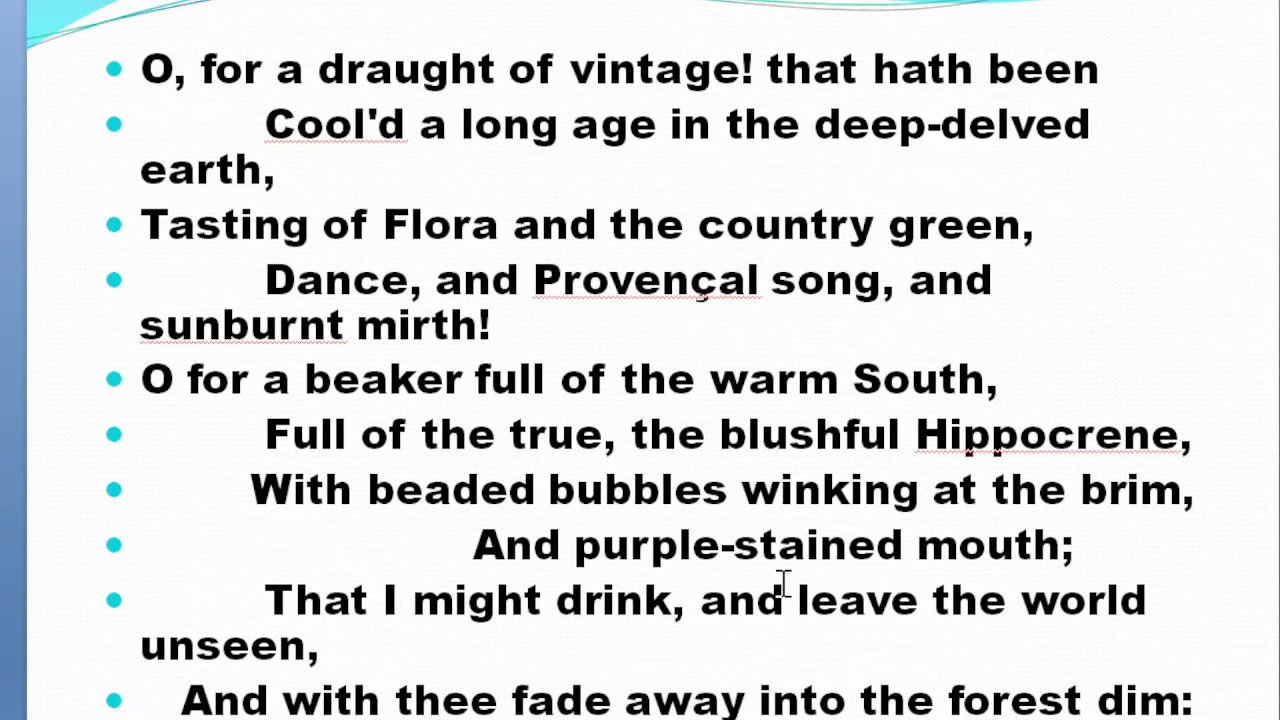 O, for a draught of vintage! that hath been
Cool'd a long age in the deep-delved
earth,
Tasting of Flora and the country green,
Dance, and Provençal song, and
sunburnt mirth!
O for a beaker full of the warm South,
Full of the true, the blushful Hippocrene,
With beaded bubbles winking at the brim,
And purple-stained mouth;
That I might drink, and leave the world
unseen,
And with thee fade away into the forest dim: